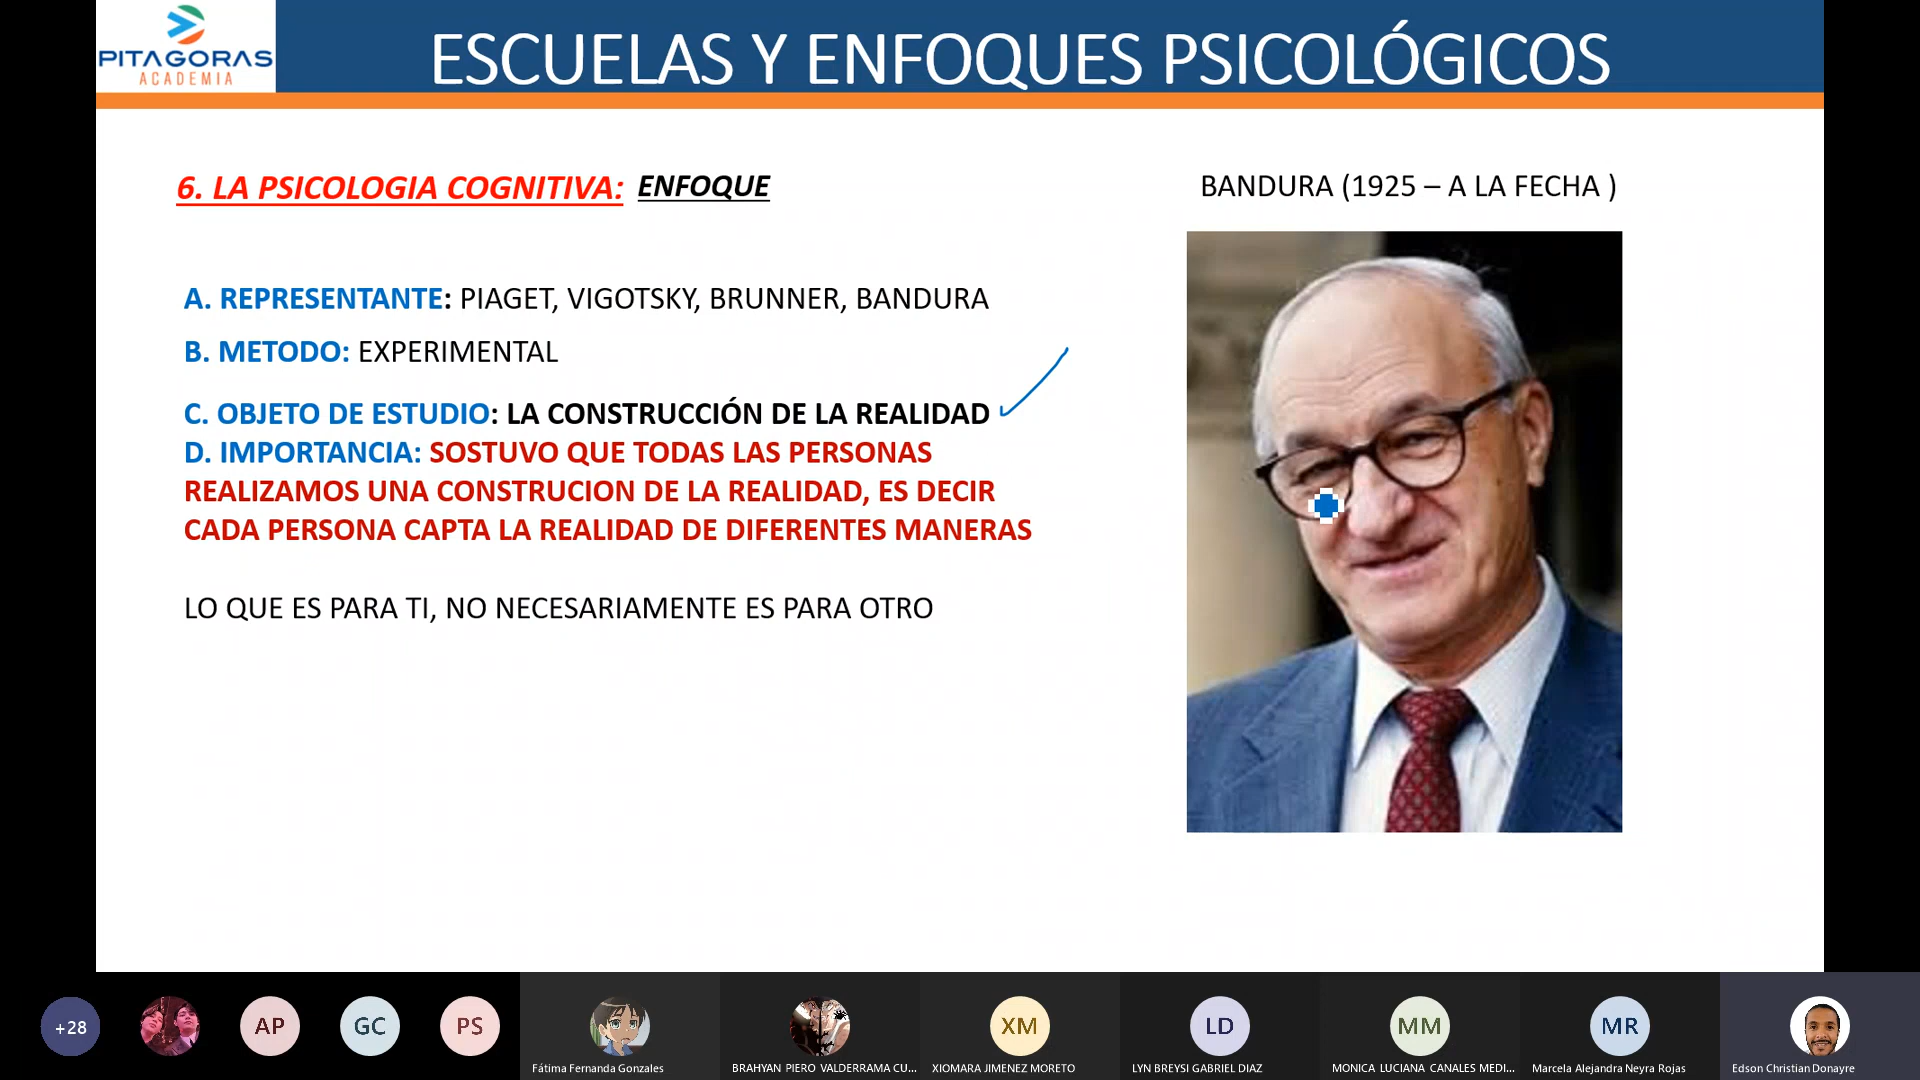 PITAGORAS
ACADEMIA
ESCUELAS Y ENFOQUES PSICOLÓGICOS
6. LA PSICOLOGIA COGNITIVA: ENFOQUE
BANDURA (1925 – A LA FECHA )
A. REPRESENTANTE: PIAGET, VIGOTSKY, BRUNNER, BANDURA
B. METODO: EXPERIMENTAL
C. OBJETO DE ESTUDIO: LA CONSTRUCCIÓN DE LA REALIDAD
D. IMPORTANCIA: SOSTUVO QUE TODAS LAS PERSONAS
REALIZAMOS UNA CONSTRUCION DE LA REALIDAD, ES DECIR
CADA PERSONA CAPTA LA REALIDAD DE DIFERENTES MANERAS
LO QUE ES PARA TI, NO NECESARIAMENTE ES PARA OTRO
+28
AP
GC
PS
XM
LD
MM
MR
Fátima Fernanda Gonzales
BRAHYAN PIERO VALDERRAMA CU...
XIOMARA JIMENEZ MORETO
LYN BREYSI GABRIEL DIAZ
MONICA LUCIANA CANALES MEDI...
Marcela Alejandra Neyra Rojas
Edson Christian Donayre